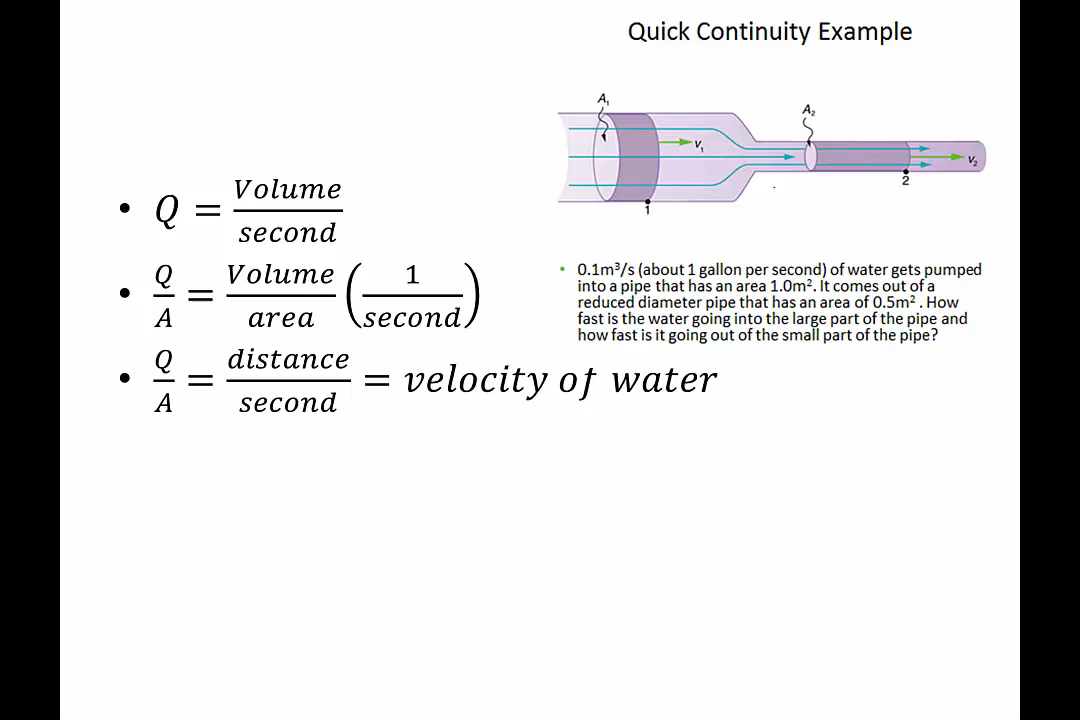 Quick Continuity Example
A₁
v₁
1
A₂
v₂
2
• Q = Volume/second
• Q/A = Volume/area (1/second)
• Q/A = distance/second = velocity of water
• 0.1m³/s (about 1 gallon per second) of water gets pumped
into a pipe that has an area 1.0m². It comes out of a
reduced diameter pipe that has an area of 0.5m² . How
fast is the water going into the large part of the pipe and
how fast is it going out of the small part of the pipe?